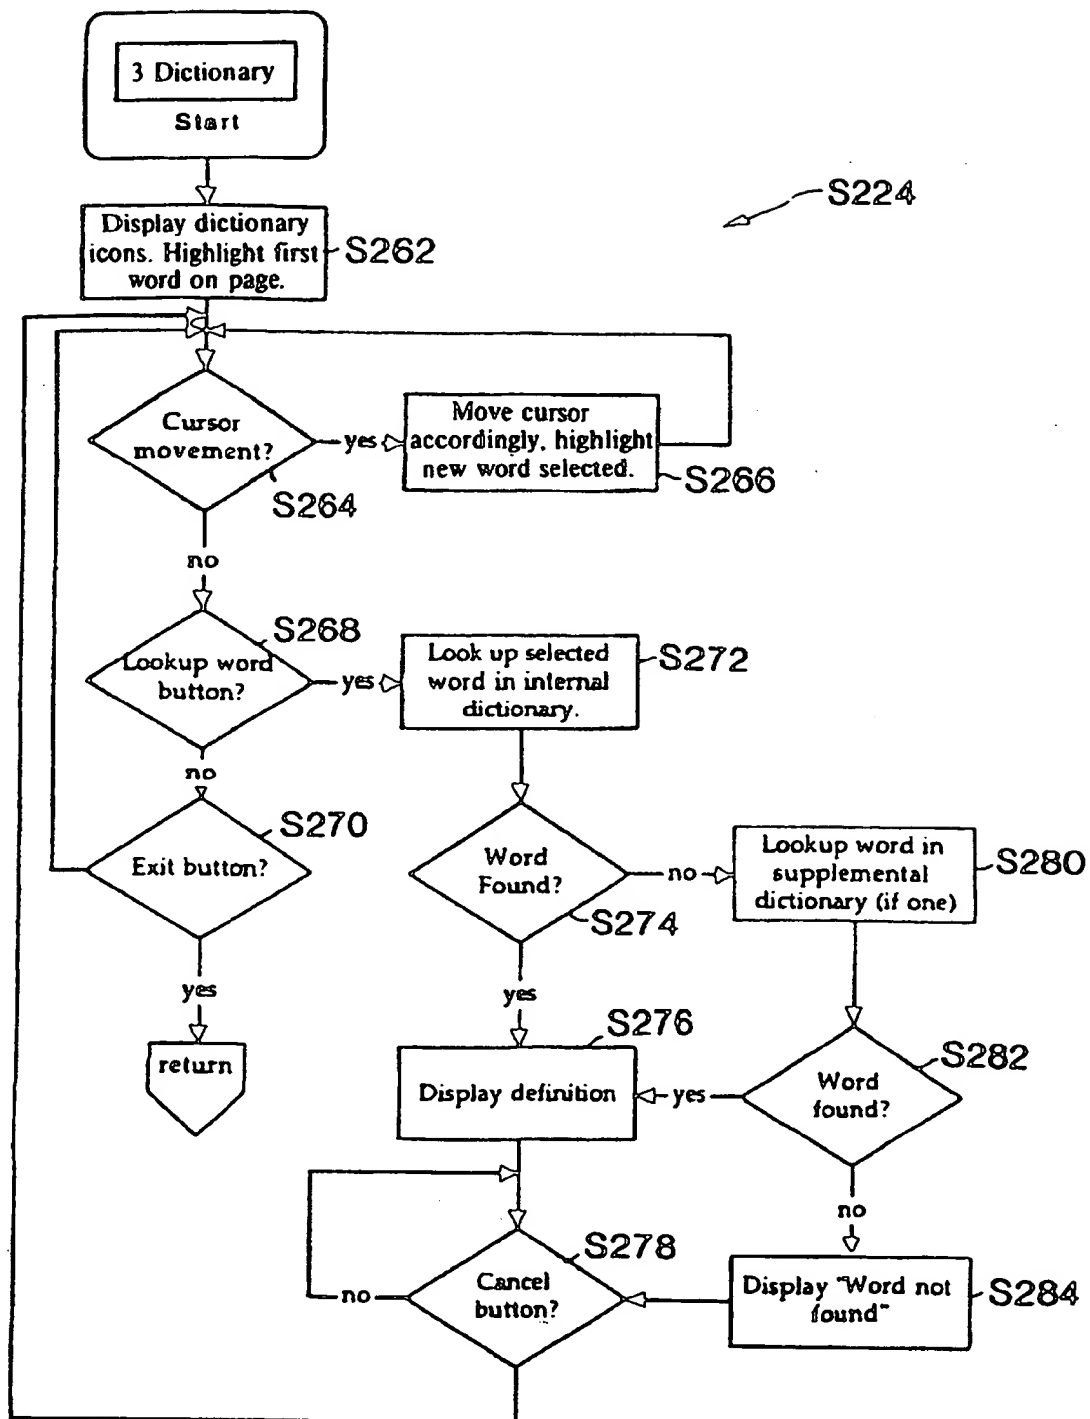 3 Dictionary
Start
S224
Display dictionary
icons. Highlight first
word on page.
S262
Cursor
movement?
S264
yes
Move cursor
accordingly, highlight
new word selected.
S266
no
S268
Lookup word
button?
yes
Look up selected
word in internal
dictionary.
S272
no
S270
Exit button?
yes
return
Word
Found?
S274
no
Lookup word in
supplemental
dictionary (if one)
S280
yes
S276
Display definition
yes
Word
found?
S282
no
S278
Cancel
button?
no
Display "Word not
found"
S284